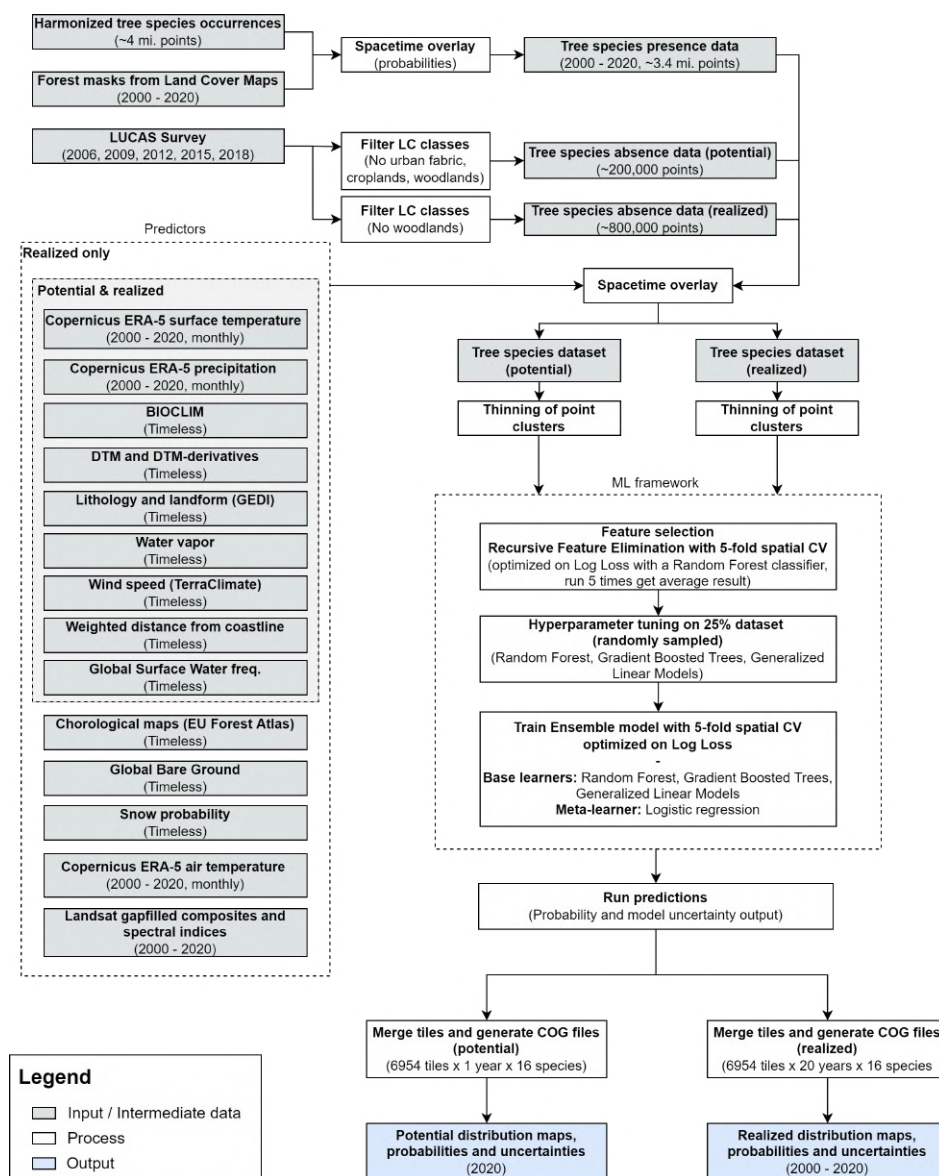 Harmonized tree species occurrences
(~4 mi. points)
Spacetime overlay
(probabilities)
Tree species presence data
(2000 - 2020, ~3.4 mi. points)
Forest masks from Land Cover Maps
(2000 - 2020)
LUCAS Survey
(2006, 2009, 2012, 2015, 2018)
Filter LC classes
(No urban fabric,
croplands, woodlands)
Tree species absence data (potential)
(~200,000 points)
Filter LC classes
(No woodlands)
Tree species absence data (realized)
(~800,000 points)
Predictors
Realized only
Potential & realized
Copernicus ERA-5 surface temperature
(2000 - 2020, monthly)
Copernicus ERA-5 precipitation
(2000 - 2020, monthly)
BIOCLIM
(Timeless)
DTM and DTM-derivatives
(Timeless)
Lithology and landform (GEDI)
(Timeless)
Water vapor
(Timeless)
Wind speed (TerraClimate)
(Timeless)
Weighted distance from coastline
(Timeless)
Global Surface Water freq.
(Timeless)
Chorological maps (EU Forest Atlas)
(Timeless)
Global Bare Ground
(Timeless)
Snow probability
(Timeless)
Copernicus ERA-5 air temperature
(2000 - 2020, monthly)
Landsat gapfilled composites and
spectral indices
(2000 - 2020)
Spacetime overlay
Tree species dataset
(potential)
Tree species dataset
(realized)
Thinning of point
clusters
Thinning of point
clusters
ML framework
Feature selection
Recursive Feature Elimination with 5-fold spatial CV
(optimized on Log Loss with a Random Forest classifier,
run 5 times get average result)
Hyperparameter tuning on 25% dataset
(randomly sampled)
(Random Forest, Gradient Boosted Trees, Generalized
Linear Models)
Train Ensemble model with 5-fold spatial CV
optimized on Log Loss
-
Base learners: Random Forest, Gradient Boosted Trees,
Generalized Linear Models
Meta-learner: Logistic regression
Run predictions
(Probability and model uncertainty output)
Merge tiles and generate COG files
(potential)
(6954 tiles x 1 year x 16 species)
Merge tiles and generate COG files
(realized)
(6954 tiles x 20 years x 16 species
Potential distribution maps,
probabilities and uncertainties
(2020)
Realized distribution maps,
probabilities and uncertainties
(2000 - 2020)
Legend
Input / Intermediate data
Process
Output